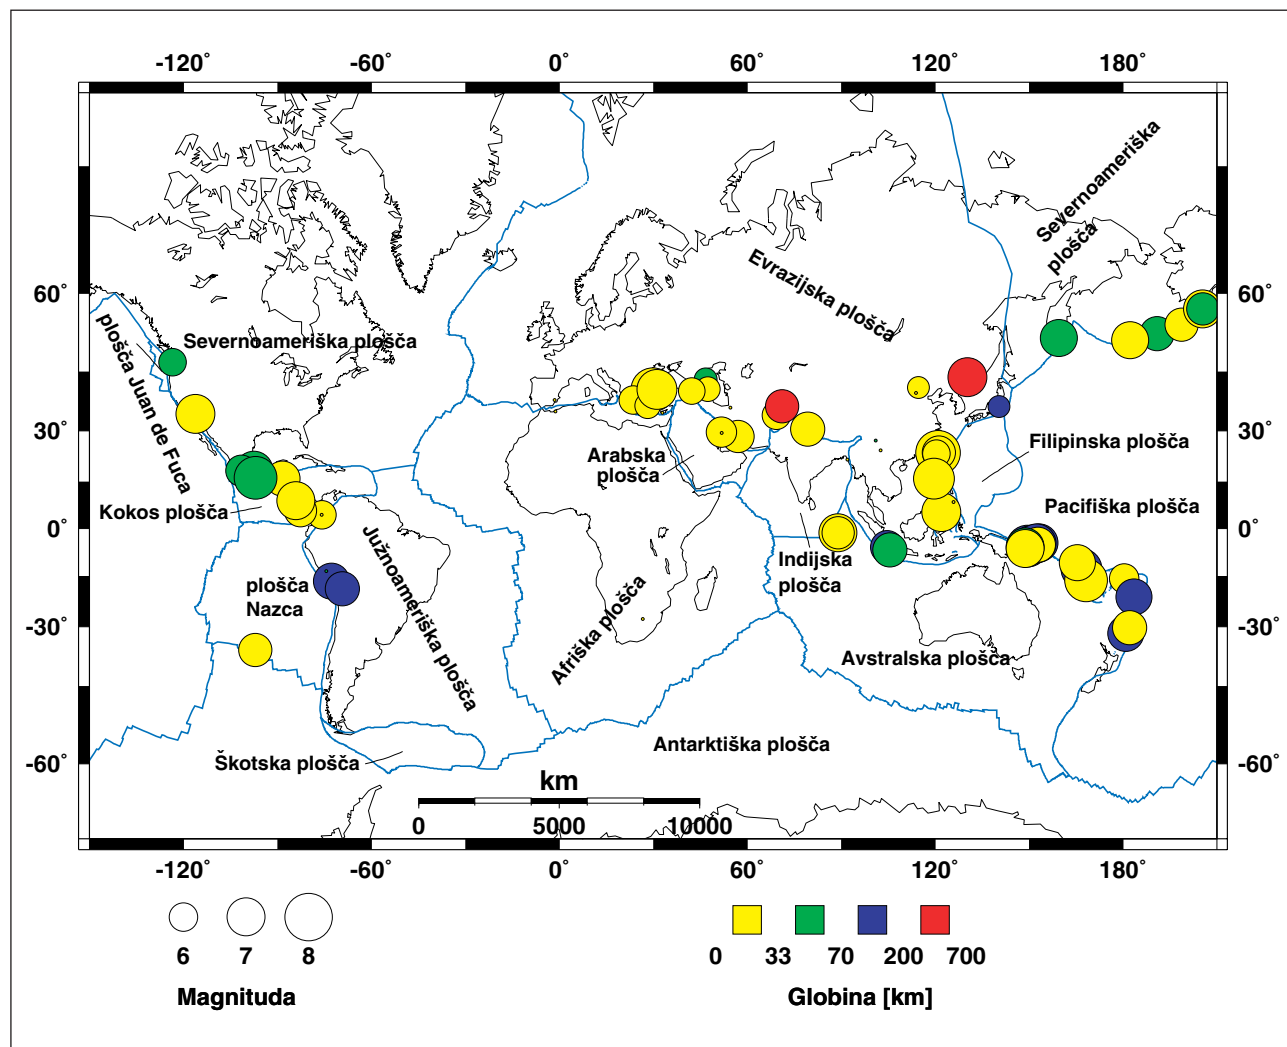 -120° -60° 0° 60° 120° 180°
60° 60°
30° 30°
0° 0°
-30° -30°
-60° -60°
Severnoameriška
plošča
Evrazijska plošča
plošča Juan de Fuca
Severnoameriška plošča
Arabska
plošča
Filipinska plošča
Kokos plošča
Pacifiška plošča
Južnoameriška plošča
Indijska
plošča
plošča
Nazca
Afriška plošča
Avstralska plošča
Antarktiška plošča
Škotska plošča
km
0 5000 10000
-120° -60° 0° 60° 120° 180°
6 7 8
Magnituda
0 33 70 200 700
Globina [km]